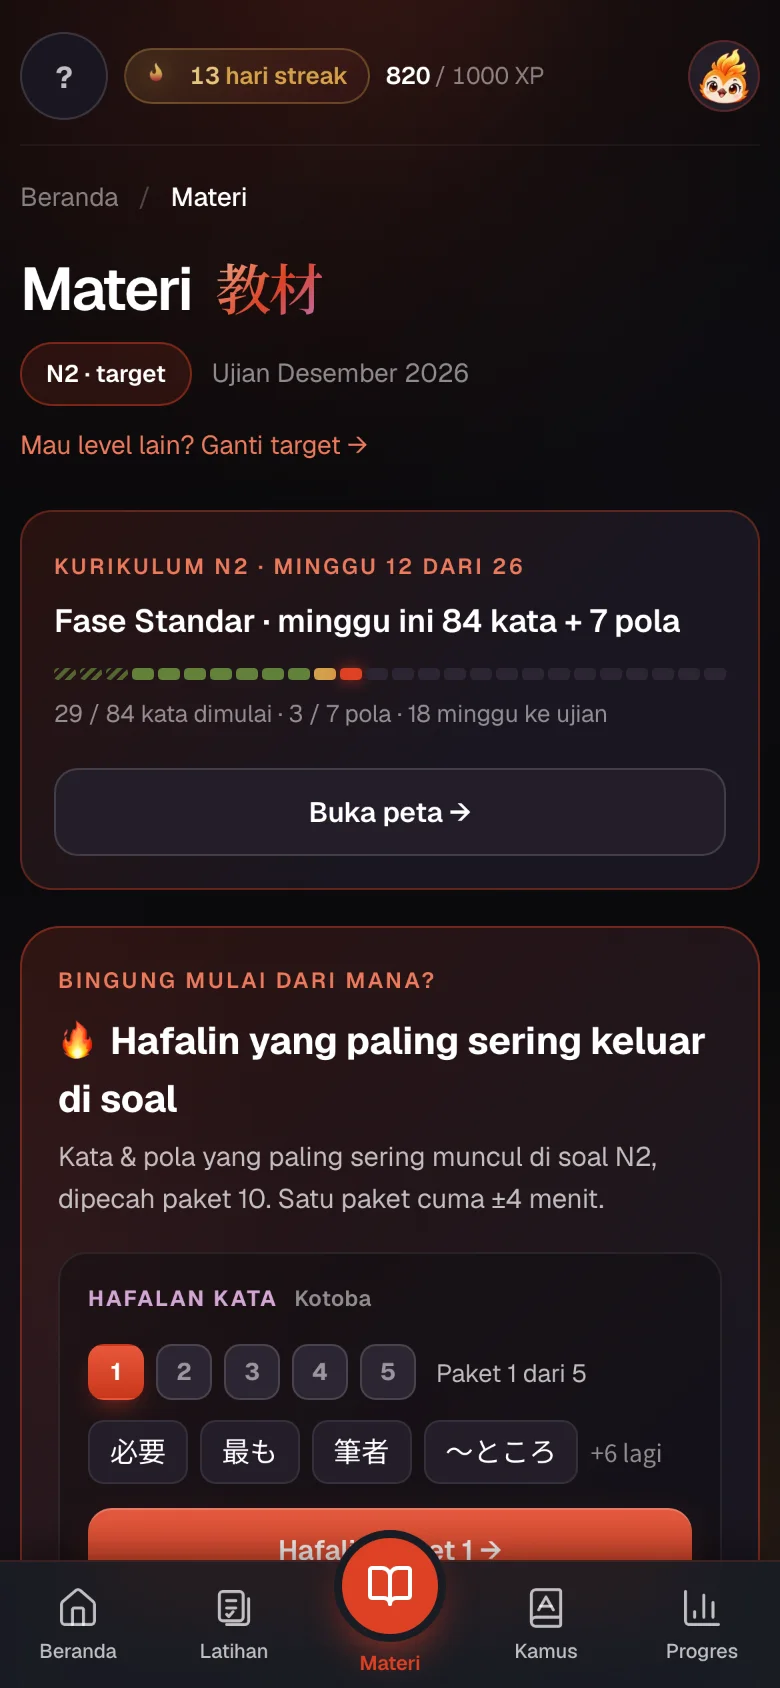 ?
13 hari streak
820 / 1000 XP
Beranda / Materi
Materi 教材
N2 · target
Ujian Desember 2026
Mau level lain? Ganti target →
KURIKULUM N2 · MINGGU 12 DARI 26
Fase Standar · minggu ini 84 kata + 7 pola
29 / 84 kata dimulai · 3 / 7 pola · 18 minggu ke ujian
Buka peta →
BINGUNG MULAI DARI MANA?
🔥 Hafalin yang paling sering keluar
di soal
Kata & pola yang paling sering muncul di soal N2,
dipecah paket 10. Satu paket cuma ±4 menit.
HAFALAN KATA Kotoba
1 2 3 4 5 Paket 1 dari 5
必要 最も 筆者 〜ところ +6 lagi
1 →
Beranda
Latihan
Materi
Kamus
Progres